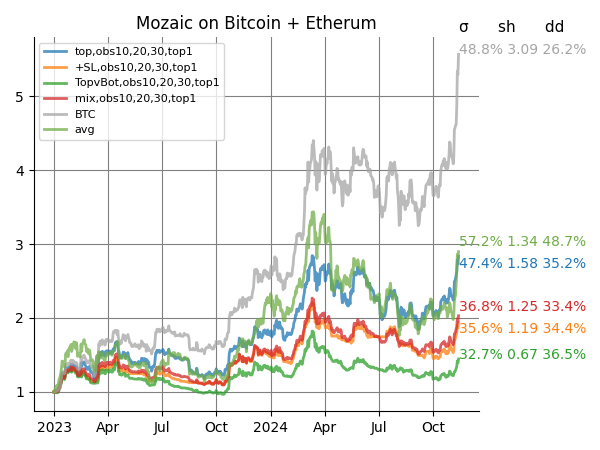 Mozaic on Bitcoin + Etherum
σ sh dd
top,obs10,20,30,top1
+SL,obs10,20,30,top1
TopvBot,obs10,20,30,top1
mix,obs10,20,30,top1
BTC
avg
48.8% 3.09 26.2%
57.2% 1.34 48.7%
47.4% 1.58 35.2%
36.8% 1.25 33.4%
35.6% 1.19 34.4%
32.7% 0.67 36.5%
5
4
3
2
1
2023 Apr Jul Oct 2024 Apr Jul Oct